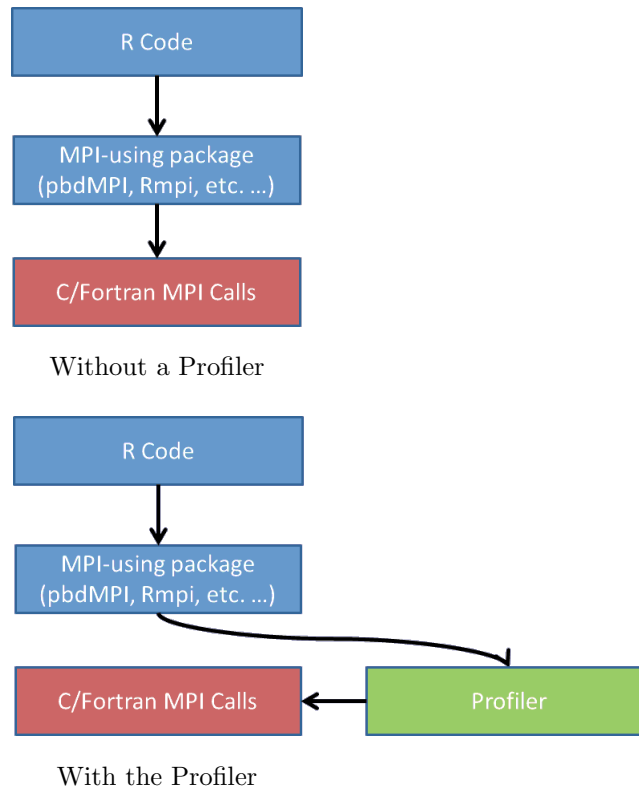 R Code
MPI-using package
(pbdMPI, Rmpi, etc. ...)
C/Fortran MPI Calls
Without a Profiler
R Code
MPI-using package
(pbdMPI, Rmpi, etc. ...)
C/Fortran MPI Calls
Profiler
With the Profiler